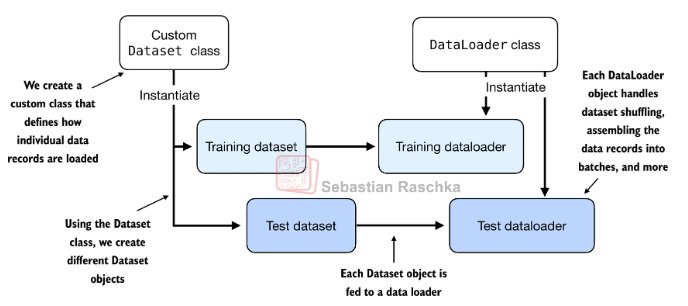 Custom
Dataset class
DataLoader class
We create a
custom class that
defines how
individual data
records are loaded
Instantiate
Instantiate
Each DataLoader
object handles
dataset shuffling,
assembling the
data records into
batches, and more
Training dataset
Training dataloader
Sebastian Raschka
Using the Dataset
class, we create
different Dataset
objects
Test dataset
Test dataloader
Each Dataset object is
fed to a data loader